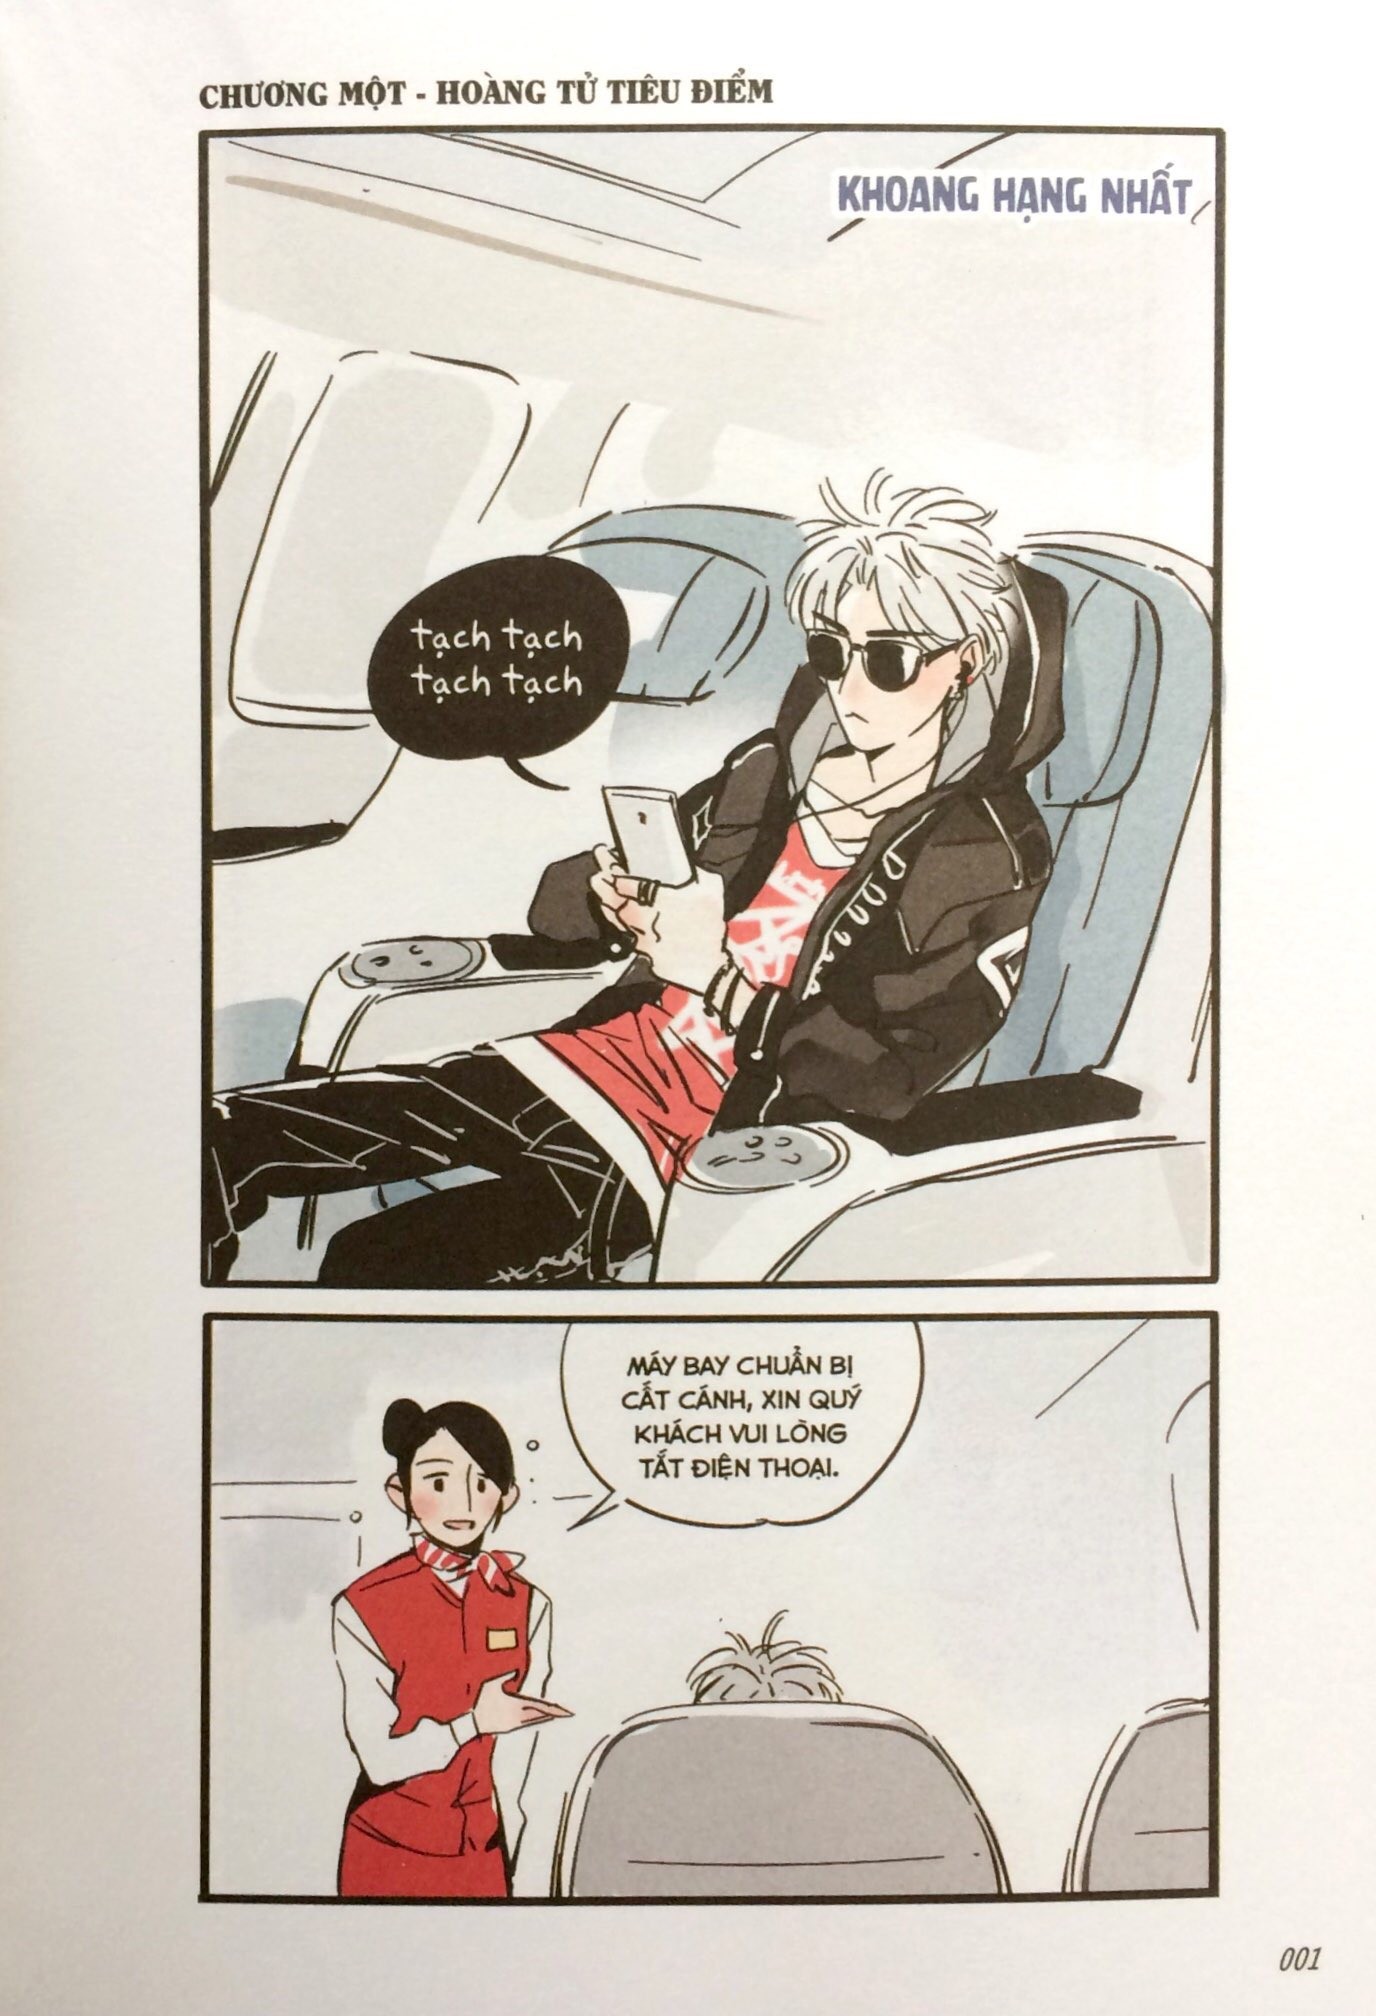 CHƯƠNG MỘT - HOÀNG TỬ TIÊU ĐIỂM
KHOANG HẠNG NHẤT
tạch tạch
tạch tạch
MÁY BAY CHUẨN BỊ
CẤT CÁNH, XIN QUÝ
KHÁCH VUI LÒNG
TẮT ĐIỆN THOẠI.
001